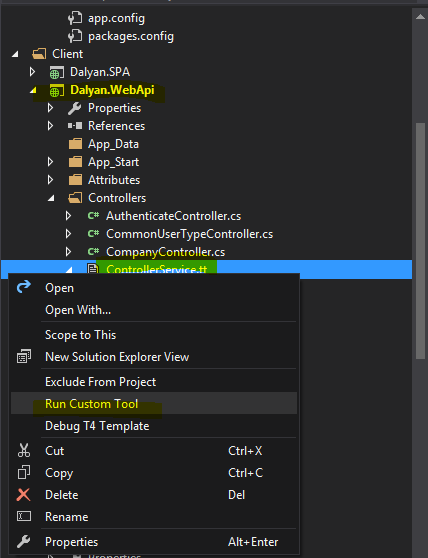 app.config
packages.config
Client
Dalyan.SPA
Dalyan.WebApi
Properties
References
App_Data
App_Start
Attributes
Controllers
C# AuthenticateController.cs
C# CommonUserTypeController.cs
C# CompanyController.cs
ControllerService.tt
Open
Open With...
Scope to This
New Solution Explorer View
Exclude From Project
Run Custom Tool
Debug T4 Template
Cut Ctrl+X
Copy Ctrl+C
Delete Del
Rename
Properties Alt+Enter
Properties